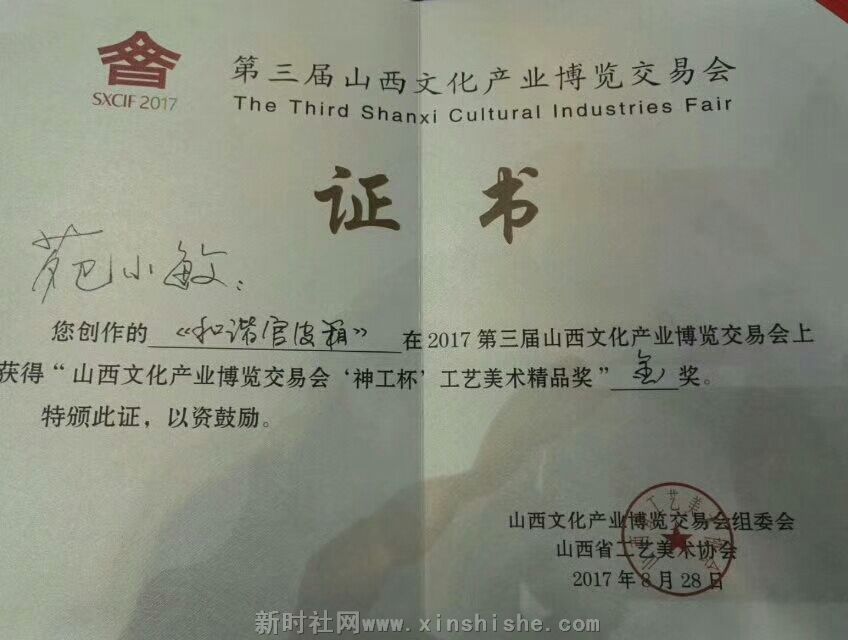 SXCIF 2017
第三届山西文化产业博览交易会
The Third Shanxi Cultural Industries Fair
证 书
苑小敏：
您创作的《和谐官皮箱》在2017第三届山西文化产业博览交易会上
获得“山西文化产业博览交易会‘神工杯’工艺美术精品奖”金奖。
特颁此证，以资鼓励。
山西文化产业博览交易会组委会
山西省工艺美术协会
2017年8月28日
新时社网www.xinshishe.com